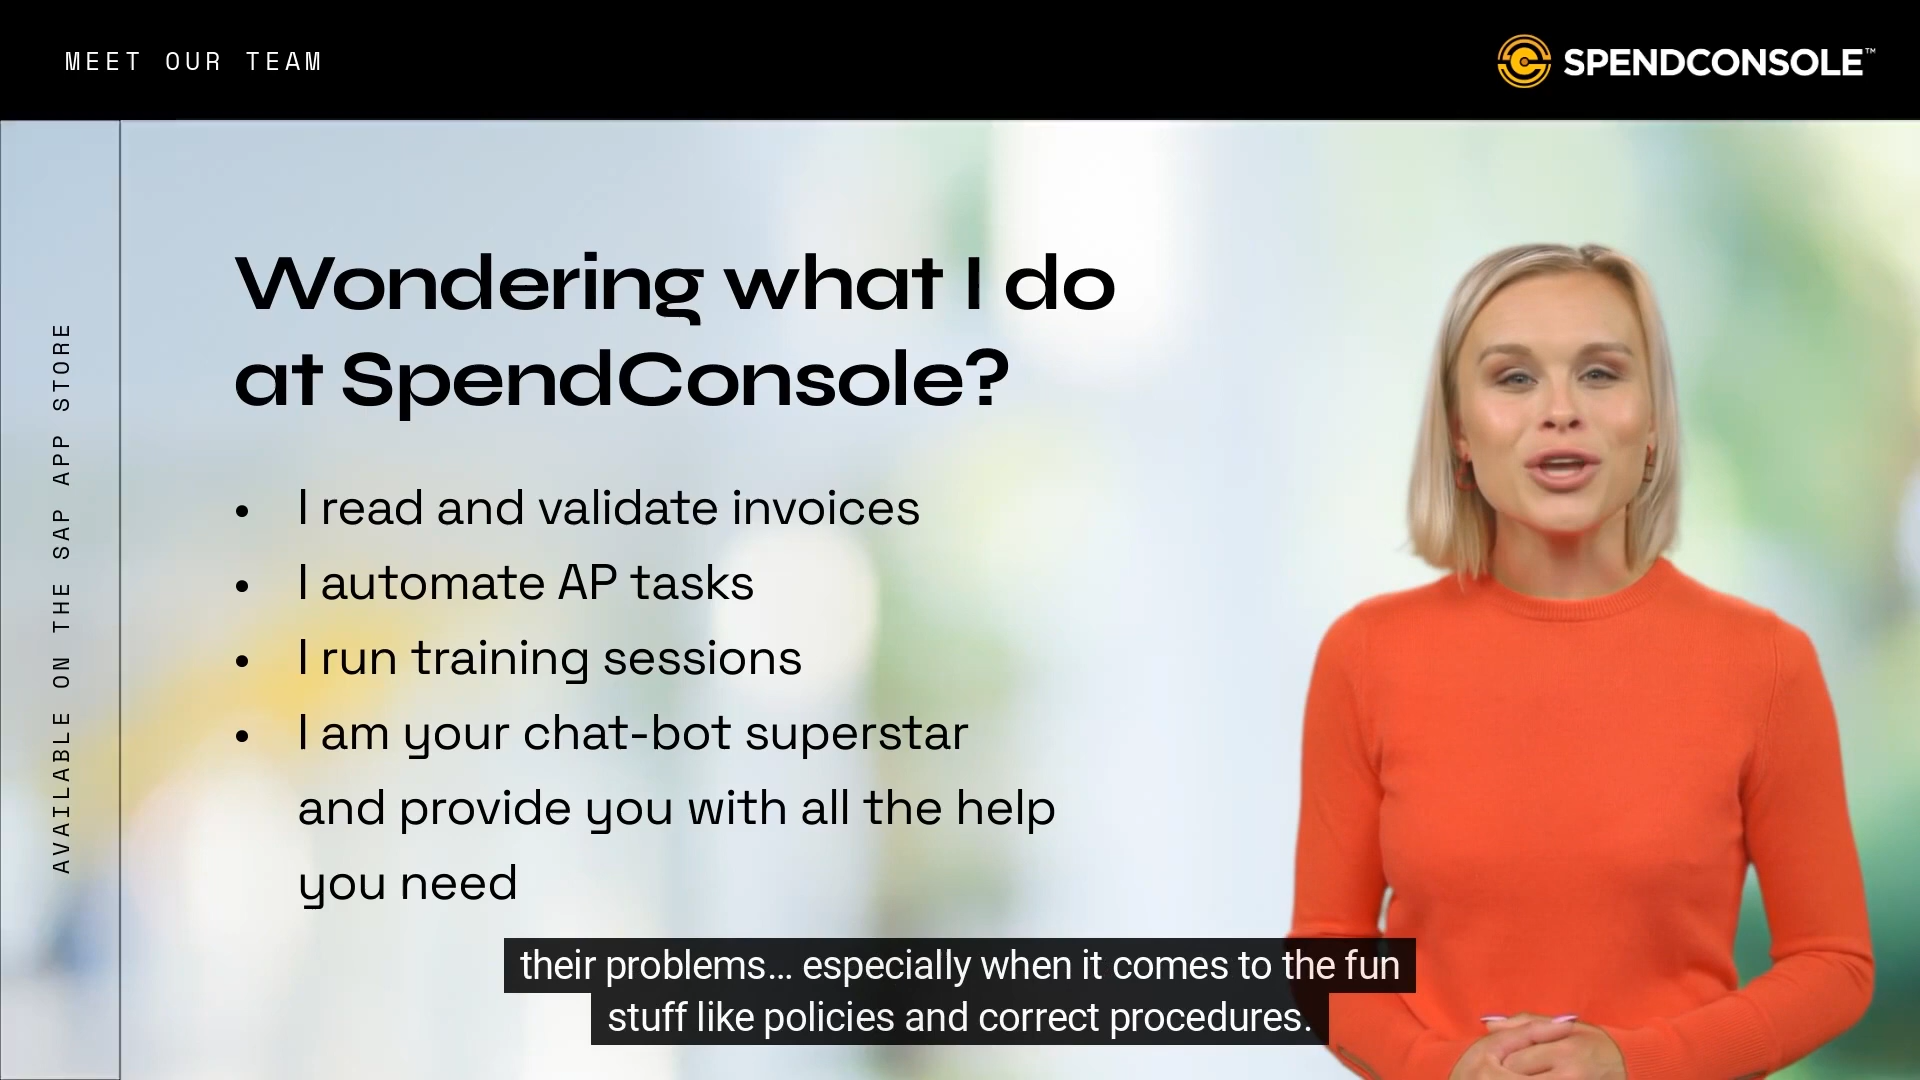 MEET OUR TEAM
SPENDCONSOLE™
AVAILABLE ON THE SAP APP STORE
Wondering what I do
at SpendConsole?
• I read and validate invoices
• I automate AP tasks
• I run training sessions
• I am your chat-bot superstar
and provide you with all the help
you need
their problems... especially when it comes to the fun
stuff like policies and correct procedures.